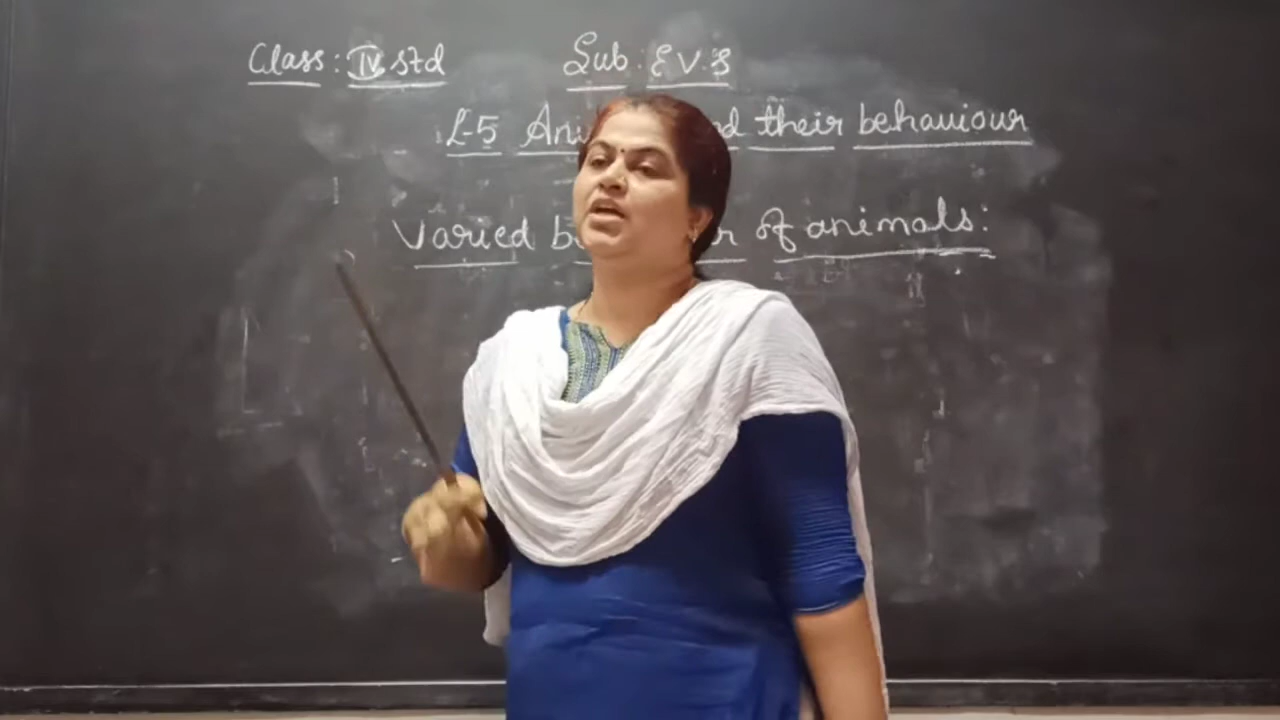 Class: IV std Sub: E.V.S
L-5 their behaviour
Varied of animals: